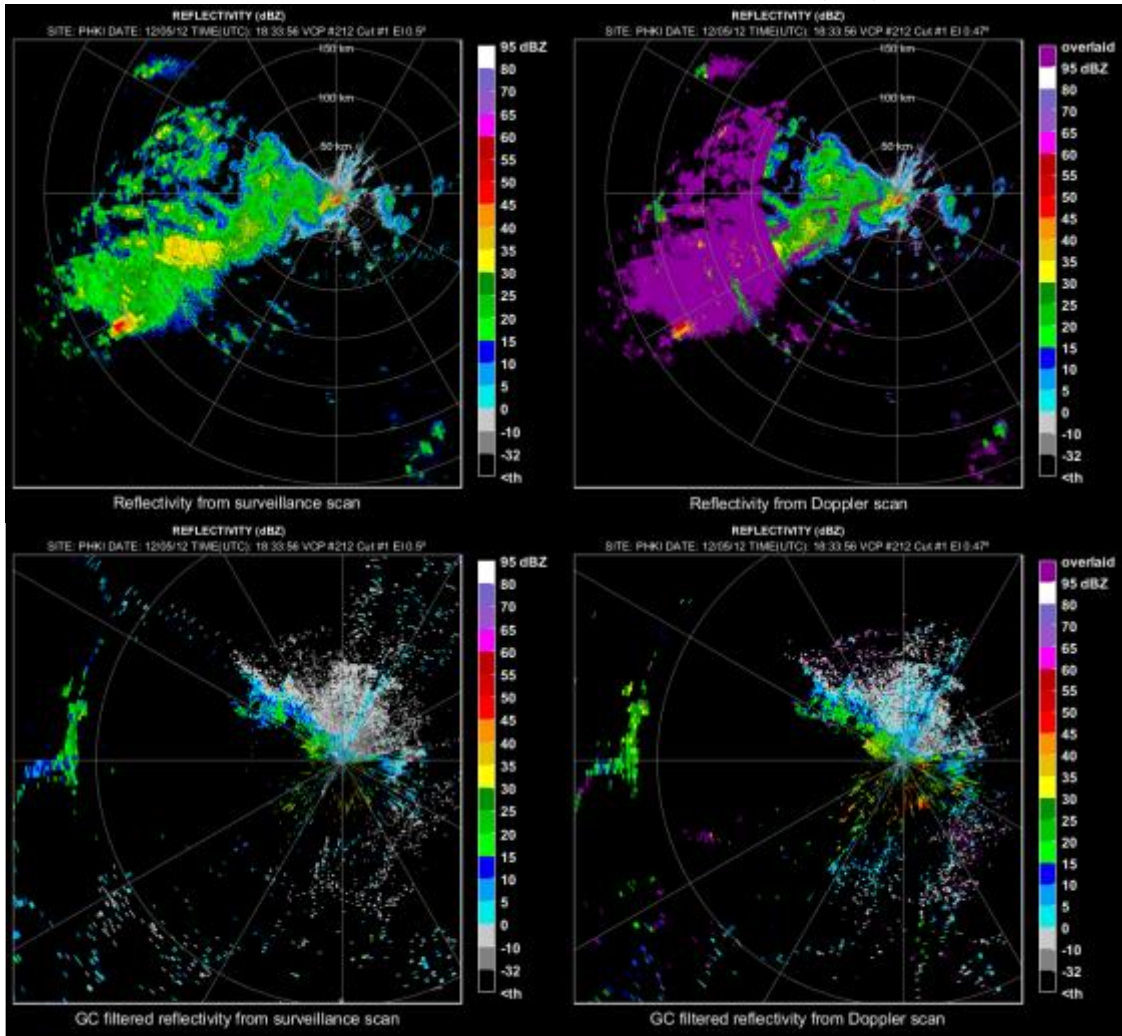 REFLECTIVITY (dBZ)
SITE: PHKI DATE: 12/05/12 TIME(UTC): 18:33:56 VCP #212 Cut #1 El 0.5°
150 km
100 km
50 km
95 dBZ
80
70
65
60
55
50
45
40
35
30
25
20
15
10
5
0
-10
-32
<th
Reflectivity from surveillance scan
REFLECTIVITY (dBZ)
SITE: PHKI DATE: 12/05/12 TIME(UTC): 18:33:56 VCP #212 Cut #1 El 0.47°
150 km
100 km
50 km
overlaid
95 dBZ
80
70
65
60
55
50
45
40
35
30
25
20
15
10
5
0
-10
-32
<th
Reflectivity from Doppler scan
REFLECTIVITY (dBZ)
SITE: PHKI DATE: 12/05/12 TIME(UTC): 18:33:56 VCP #212 Cut #1 El 0.5°
95 dBZ
80
70
65
60
55
50
45
40
35
30
25
20
15
10
5
0
-10
-32
<th
GC filtered reflectivity from surveillance scan
REFLECTIVITY (dBZ)
SITE: PHKI DATE: 12/05/12 TIME(UTC): 18:33:56 VCP #212 Cut #1 El 0.47°
overlaid
95 dBZ
80
70
65
60
55
50
45
40
35
30
25
20
15
10
5
0
-10
-32
<th
GC filtered reflectivity from Doppler scan